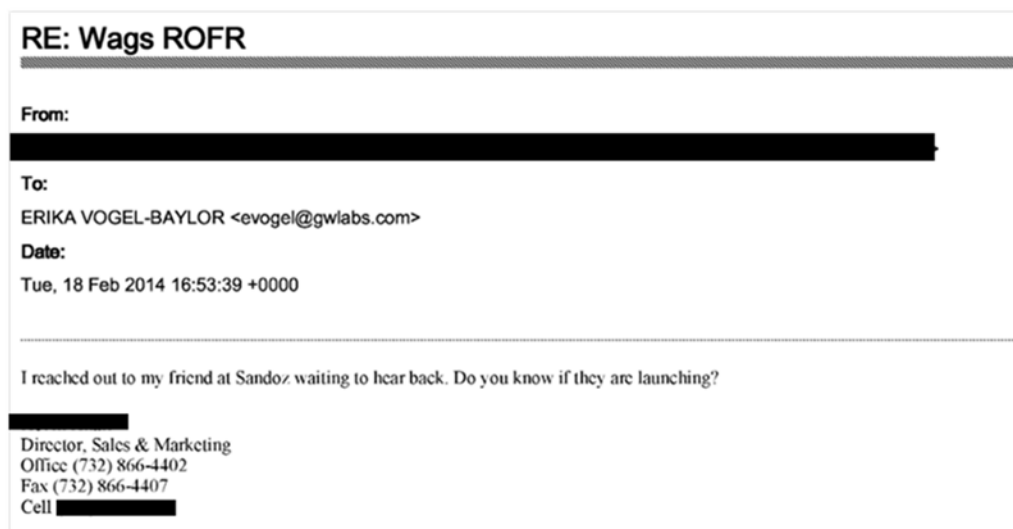 RE: Wags ROFR
From:
To:
ERIKA VOGEL-BAYLOR <evogel@gwlabs.com>
Date:
Tue, 18 Feb 2014 16:53:39 +0000
I reached out to my friend at Sandoz waiting to hear back. Do you know if they are launching?
Director, Sales & Marketing
Office (732) 866-4402
Fax (732) 866-4407
Cell